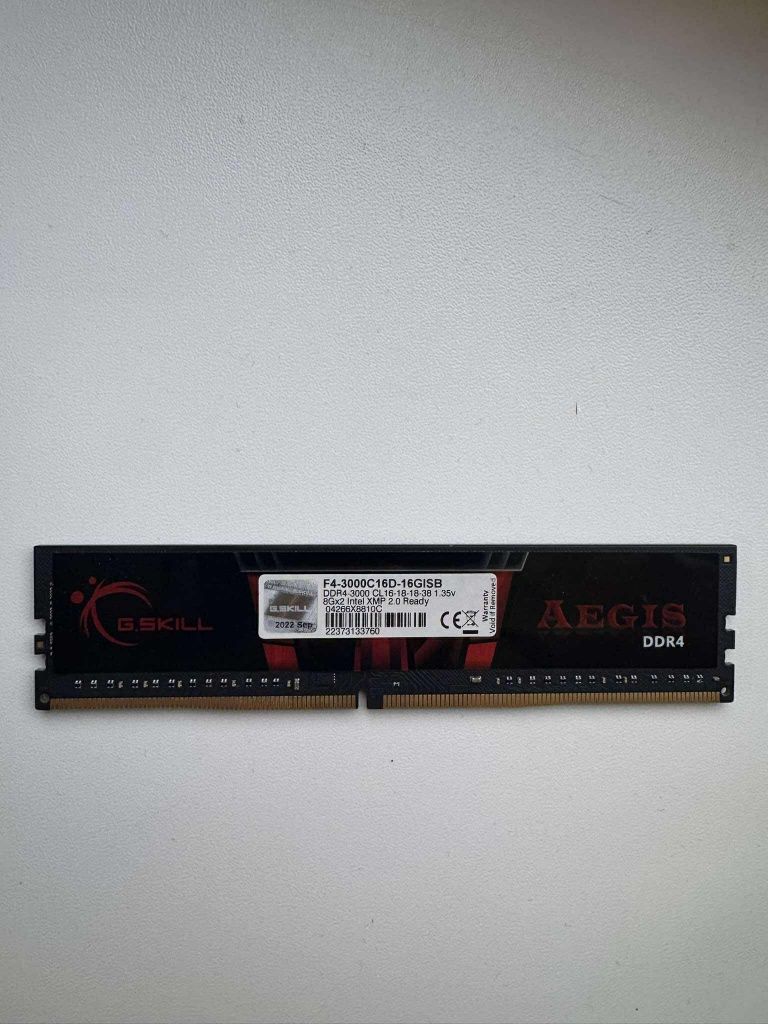 G.SKILL
F4-3000C16D-16GISB
DDR4-3000 CL16-18-18-38 1.35v
8Gx2 Intel XMP 2.0 Ready
04266X8810C
G.SKILL
2022 Sep
22373133760
CE
Warranty
Void if Removed
AEGIS
DDR4